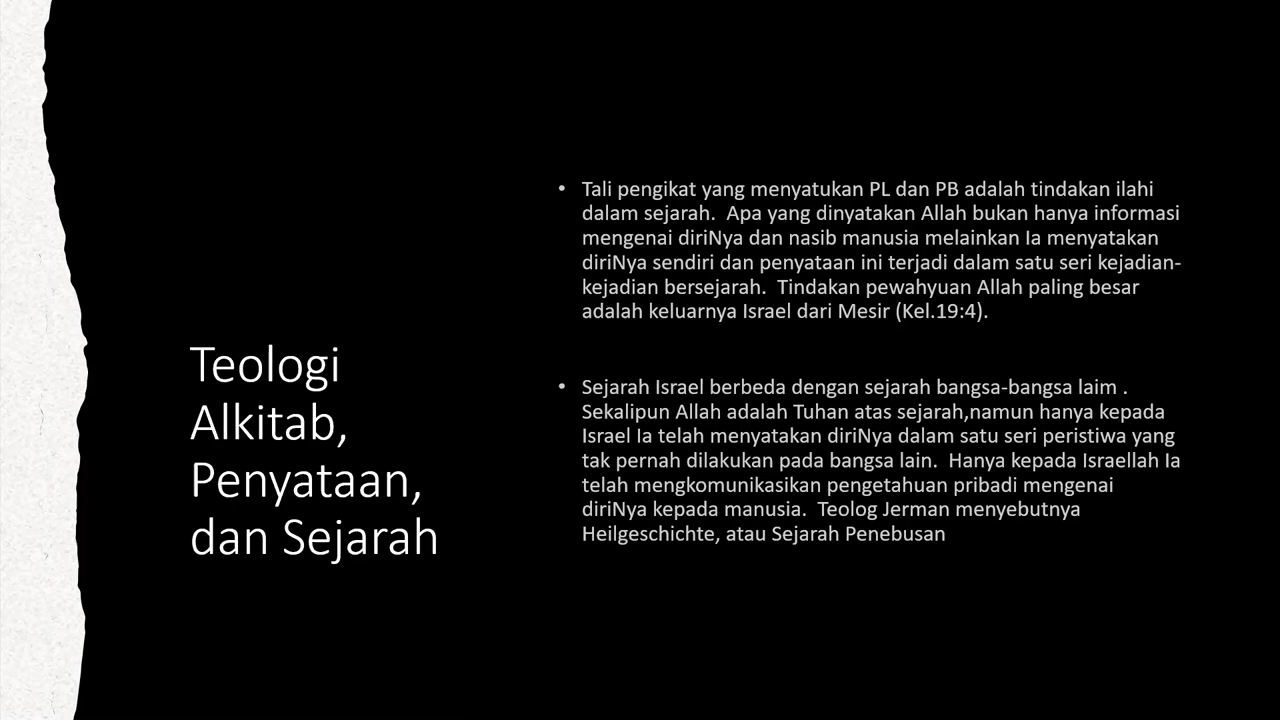 Teologi
Alkitab,
Penyataan,
dan Sejarah
• Tali pengikat yang menyatukan PL dan PB adalah tindakan ilahi
dalam sejarah.  Apa yang dinyatakan Allah bukan hanya informasi
mengenai diriNya dan nasib manusia melainkan Ia menyatakan
diriNya sendiri dan penyataan ini terjadi dalam satu seri kejadian-
kejadian bersejarah.  Tindakan pewahyuan Allah paling besar
adalah keluarnya Israel dari Mesir (Kel.19:4).
• Sejarah Israel berbeda dengan sejarah bangsa-bangsa laim .
Sekalipun Allah adalah Tuhan atas sejarah,namun hanya kepada
Israel Ia telah menyatakan diriNya dalam satu seri peristiwa yang
tak pernah dilakukan pada bangsa lain.  Hanya kepada Israellah Ia
telah mengkomunikasikan pengetahuan pribadi mengenai
diriNya kepada manusia.  Teolog Jerman menyebutnya
Heilgeschichte, atau Sejarah Penebusan